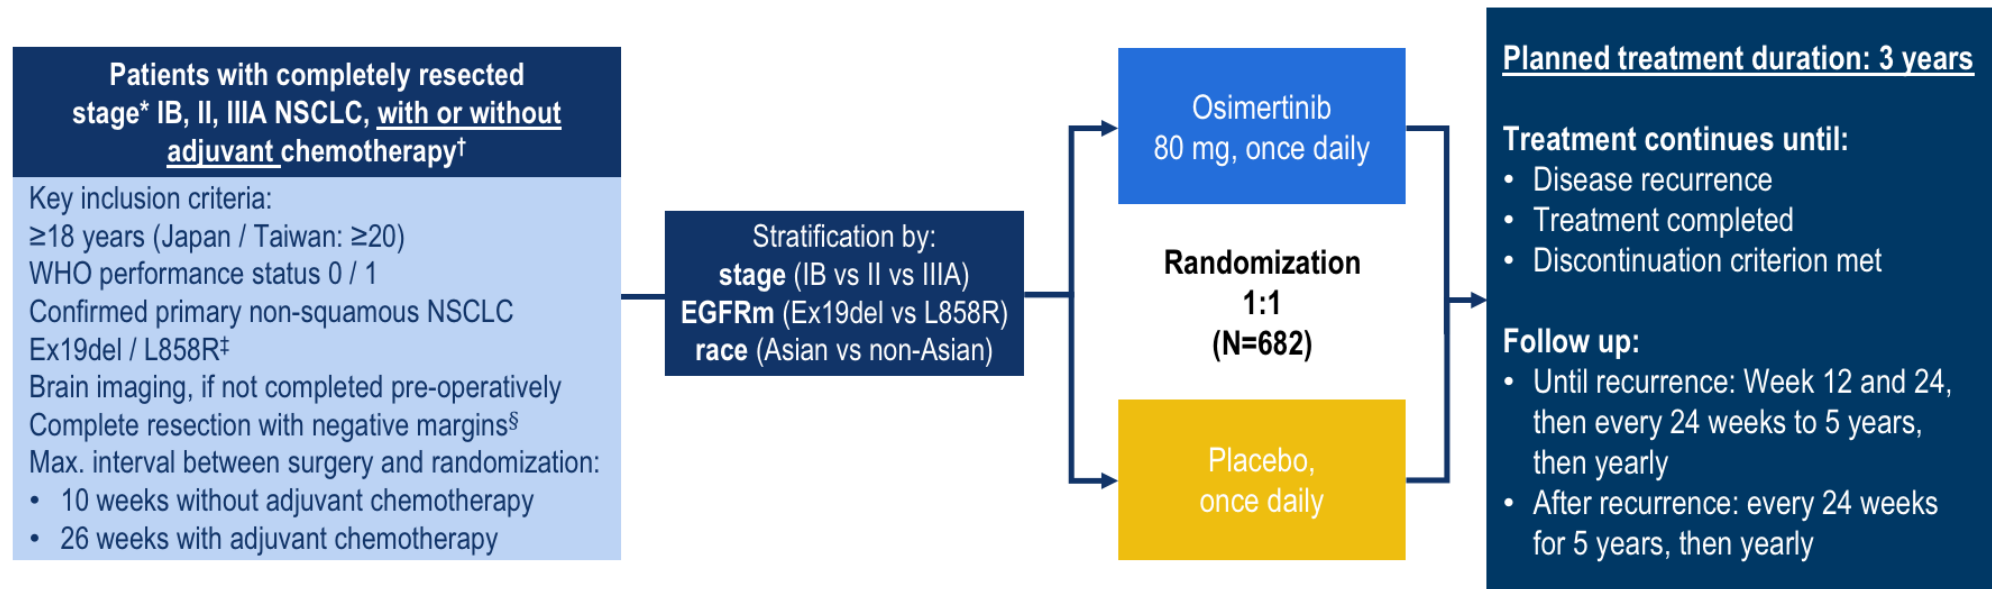 Patients with completely resected
stage* IB, II, IIIA NSCLC, with or without
adjuvant chemotherapy†
Key inclusion criteria:
≥18 years (Japan / Taiwan: ≥20)
WHO performance status 0 / 1
Confirmed primary non-squamous NSCLC
Ex19del / L858R‡
Brain imaging, if not completed pre-operatively
Complete resection with negative margins§
Max. interval between surgery and randomization:
• 10 weeks without adjuvant chemotherapy
• 26 weeks with adjuvant chemotherapy
Stratification by:
stage (IB vs II vs IIIA)
EGFRm (Ex19del vs L858R)
race (Asian vs non-Asian)
Osimertinib
80 mg, once daily
Randomization
1:1
(N=682)
Placebo,
once daily
Planned treatment duration: 3 years
Treatment continues until:
• Disease recurrence
• Treatment completed
• Discontinuation criterion met
Follow up:
• Until recurrence: Week 12 and 24,
then every 24 weeks to 5 years,
then yearly
• After recurrence: every 24 weeks
for 5 years, then yearly